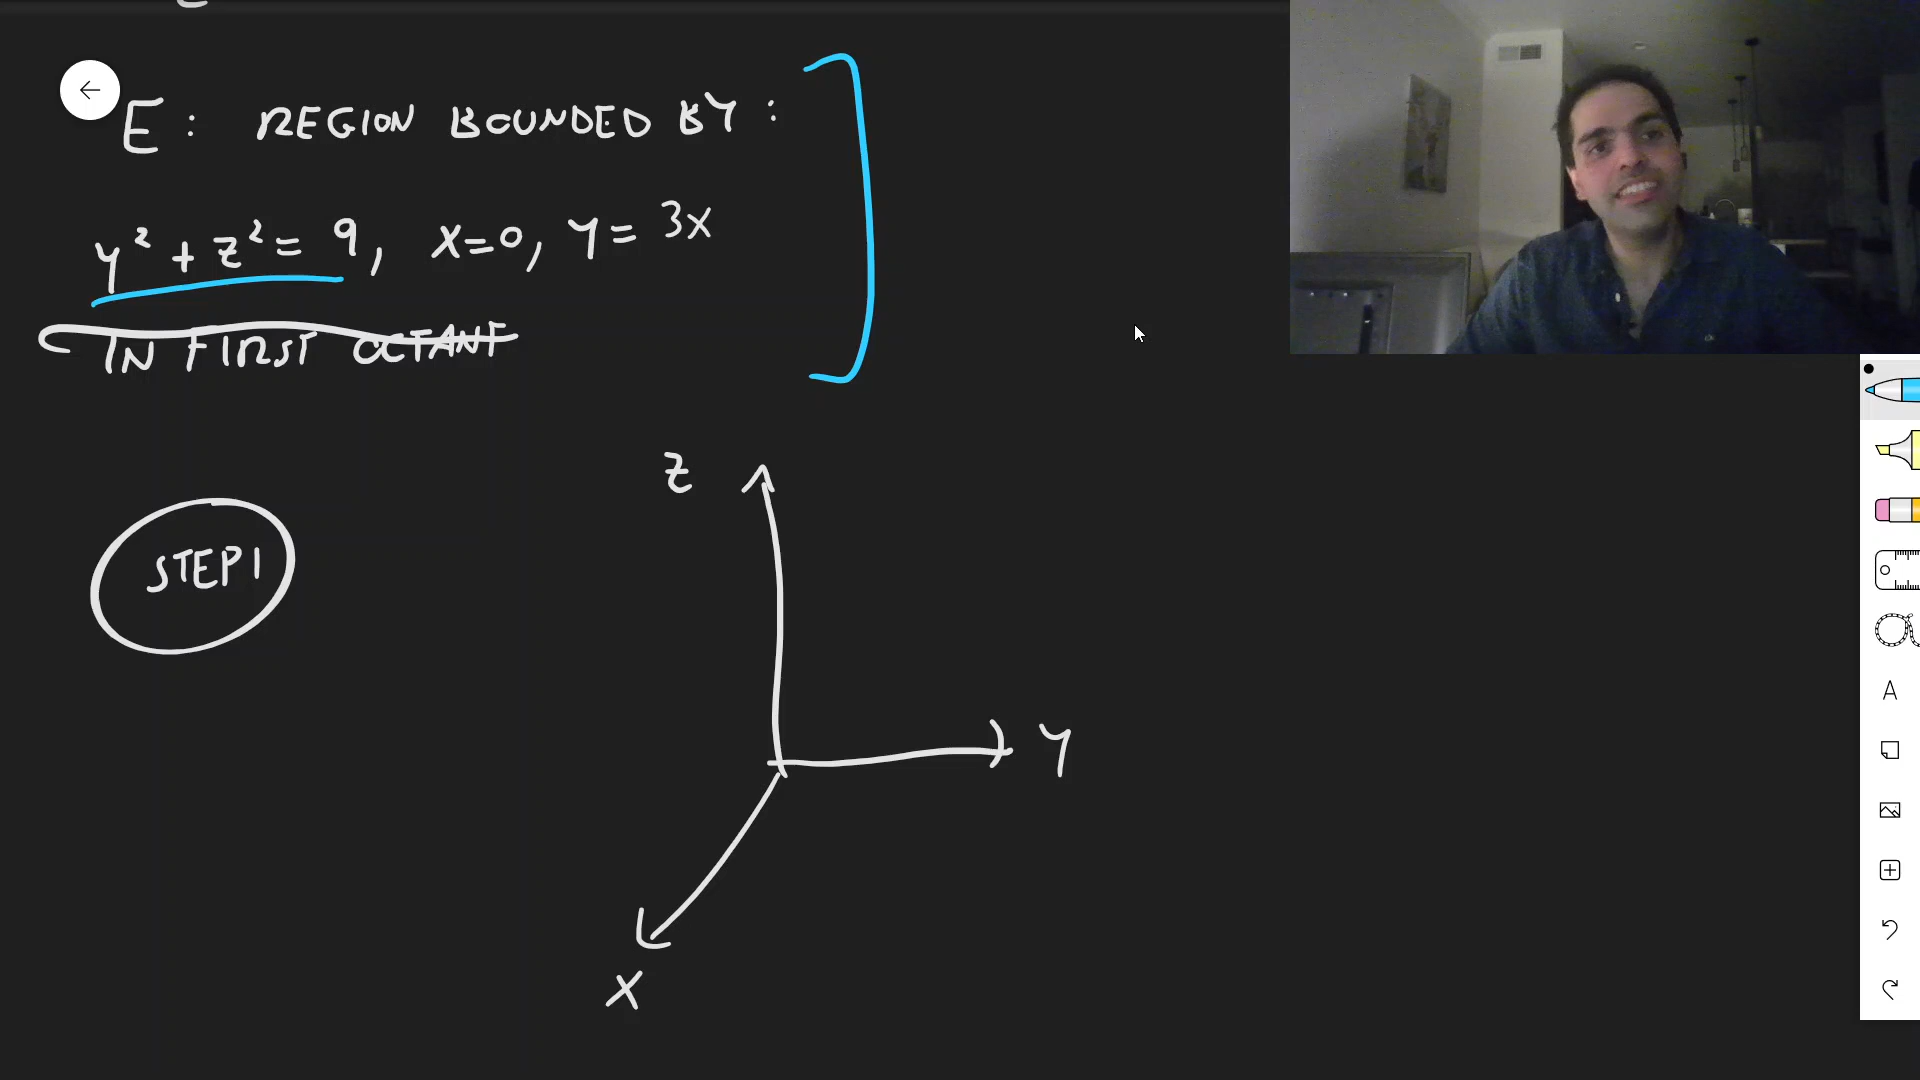 E: REGION BOUNDED BY:
y² + z² = 9, x=0, y= 3x
IN FIRST OCTANT
STEP 1
z
y
x
A